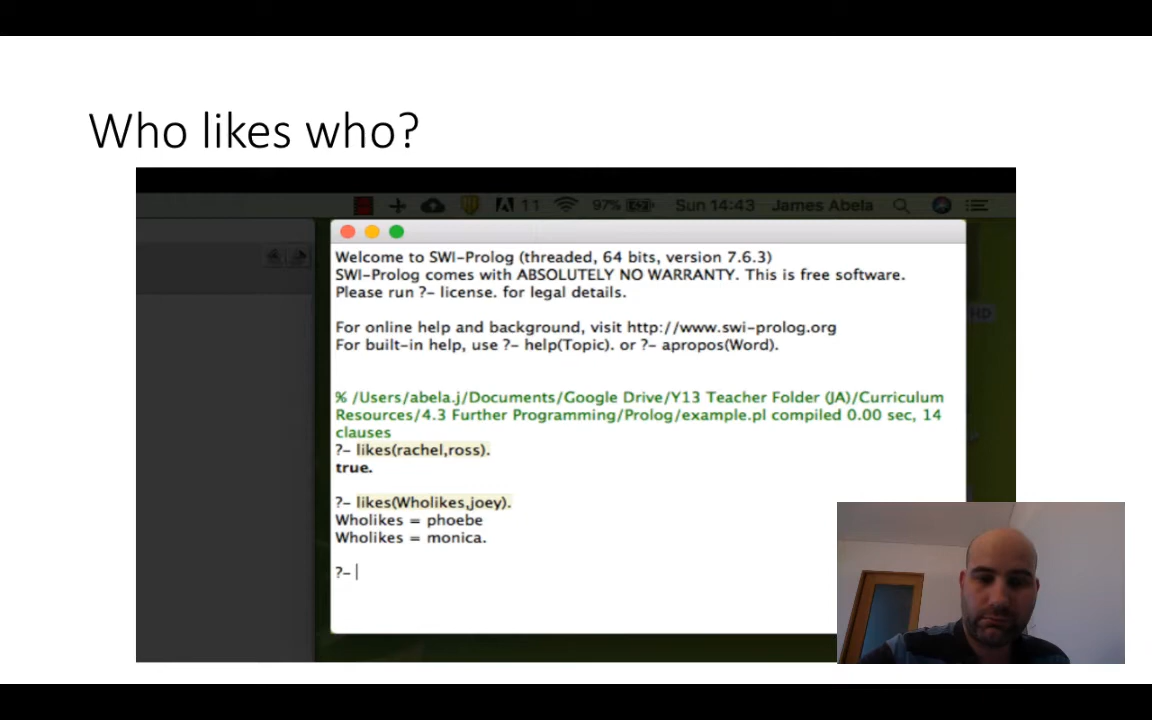 Who likes who?
11 97% Sun 14:43 James Abela
Welcome to SWI-Prolog (threaded, 64 bits, version 7.6.3)
SWI-Prolog comes with ABSOLUTELY NO WARRANTY. This is free software.
Please run ?- license. for legal details.
For online help and background, visit http://www.swi-prolog.org
For built-in help, use ?- help(Topic). or ?- apropos(Word).
HD
% /Users/abela.j/Documents/Google Drive/Y13 Teacher Folder (JA)/Curriculum
Resources/4.3 Further Programming/Prolog/example.pl compiled 0.00 sec, 14
clauses
?- likes(rachel,ross).
true.
?- likes(Wholikes,joey).
Wholikes = phoebe
Wholikes = monica.
?-